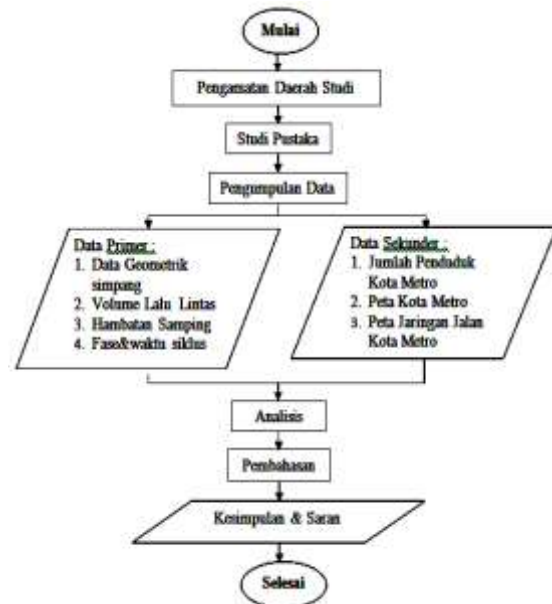 Mulai
Pengamatan Daerah Studi
Studi Pustaka
Pengumpulan Data
Data Primer :
1. Data Geometrik
simpang
2. Volume Lalu Lintas
3. Hambatan Samping
4. Fase&waktu siklus
Data Sekunder :
1. Jumlah Penduduk
Kota Metro
2. Peta Kota Metro
3. Peta Jaringan Jalan
Kota Metro
Analisis
Pembahasan
Kesimpulan & Saran
Selesai